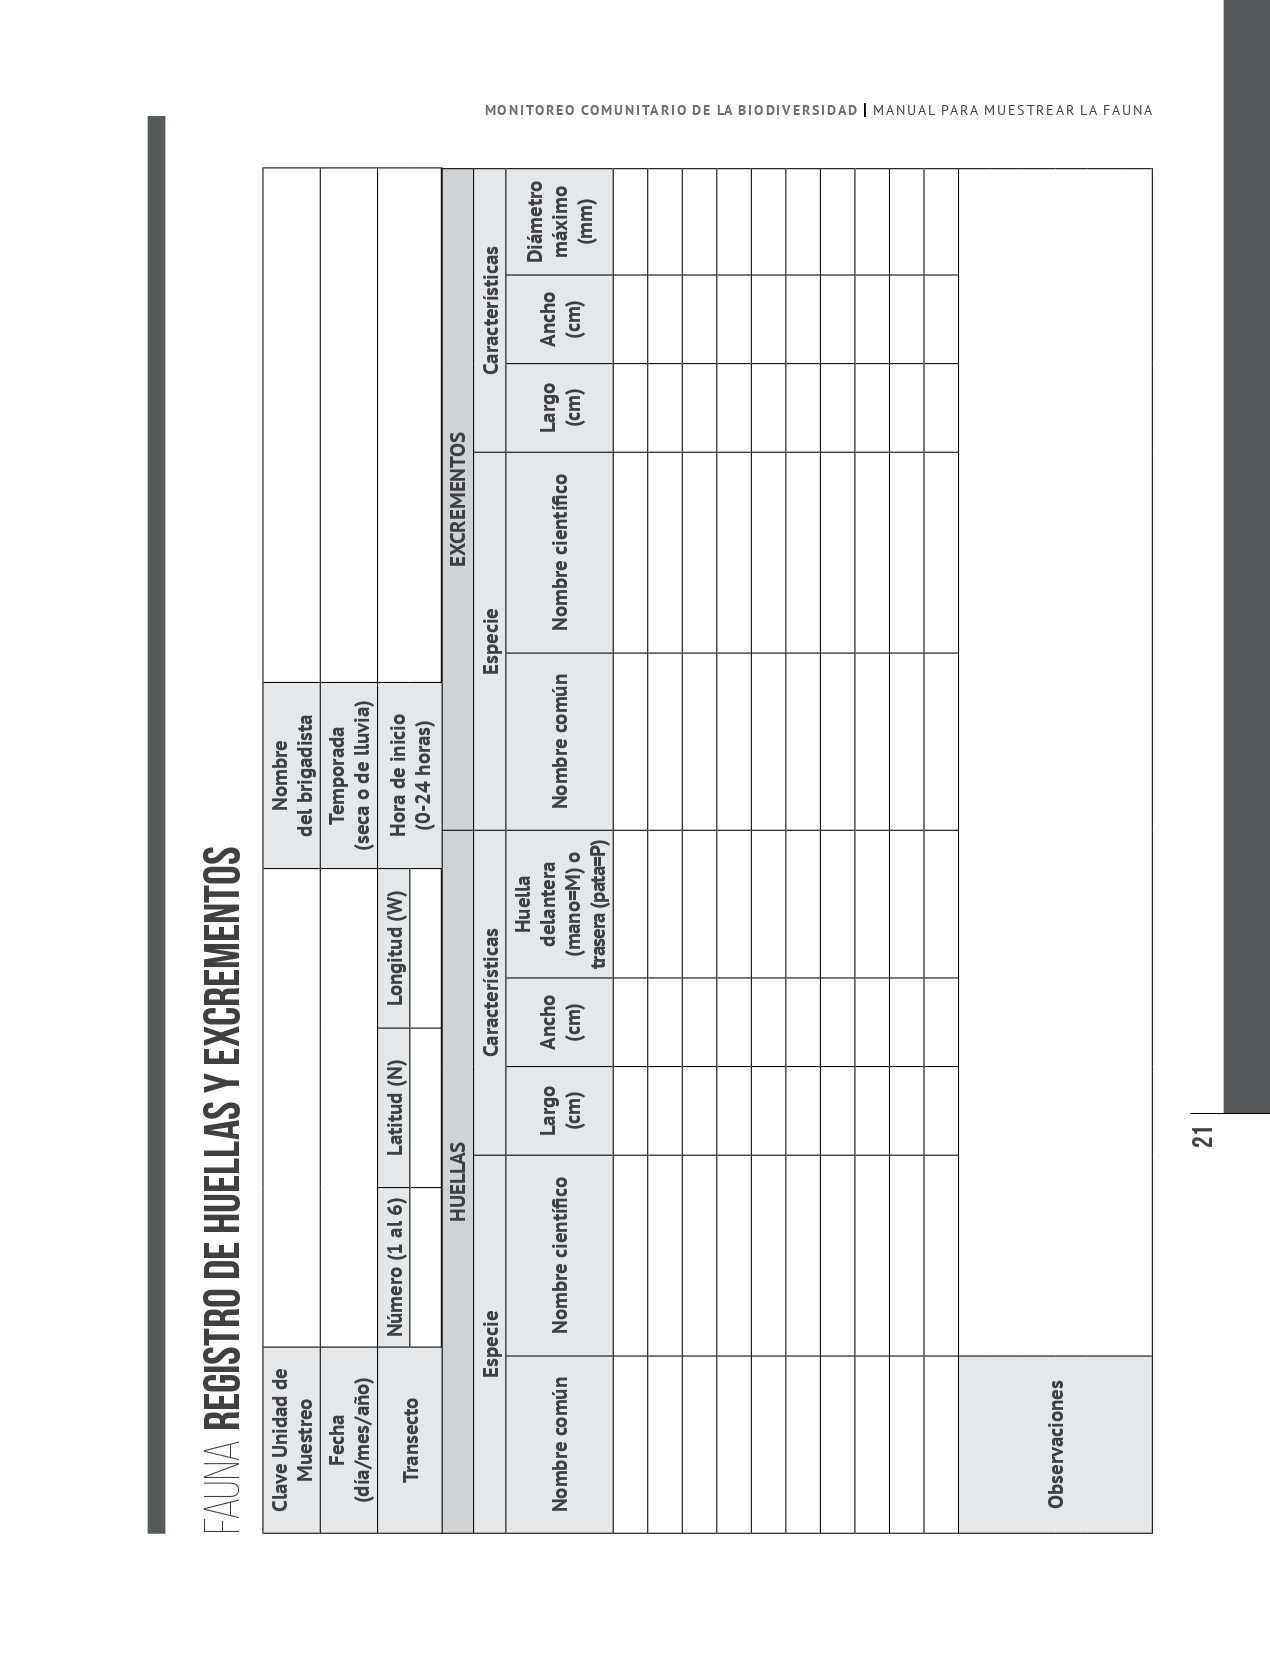 MONITOREO COMUNITARIO DE LA BIODIVERSIDAD | MANUAL PARA MUESTREAR LA FAUNA
FAUNA REGISTRO DE HUELLAS Y EXCREMENTOS
Clave Unidad de
Muestreo
Nombre
del brigadista
Fecha
(día/mes/año)
Temporada
(seca o de lluvia)
Transecto
Número (1 al 6)
Latitud (N)
Longitud (W)
Hora de inicio
(0-24 horas)
HUELLAS
EXCREMENTOS
Especie
Características
Especie
Características
Nombre común
Nombre científico
Largo
(cm)
Ancho
(cm)
Huella
delantera
(mano=M) o
trasera (pata=P)
Nombre común
Nombre científico
Largo
(cm)
Ancho
(cm)
Diámetro
máximo
(mm)
Observaciones
21